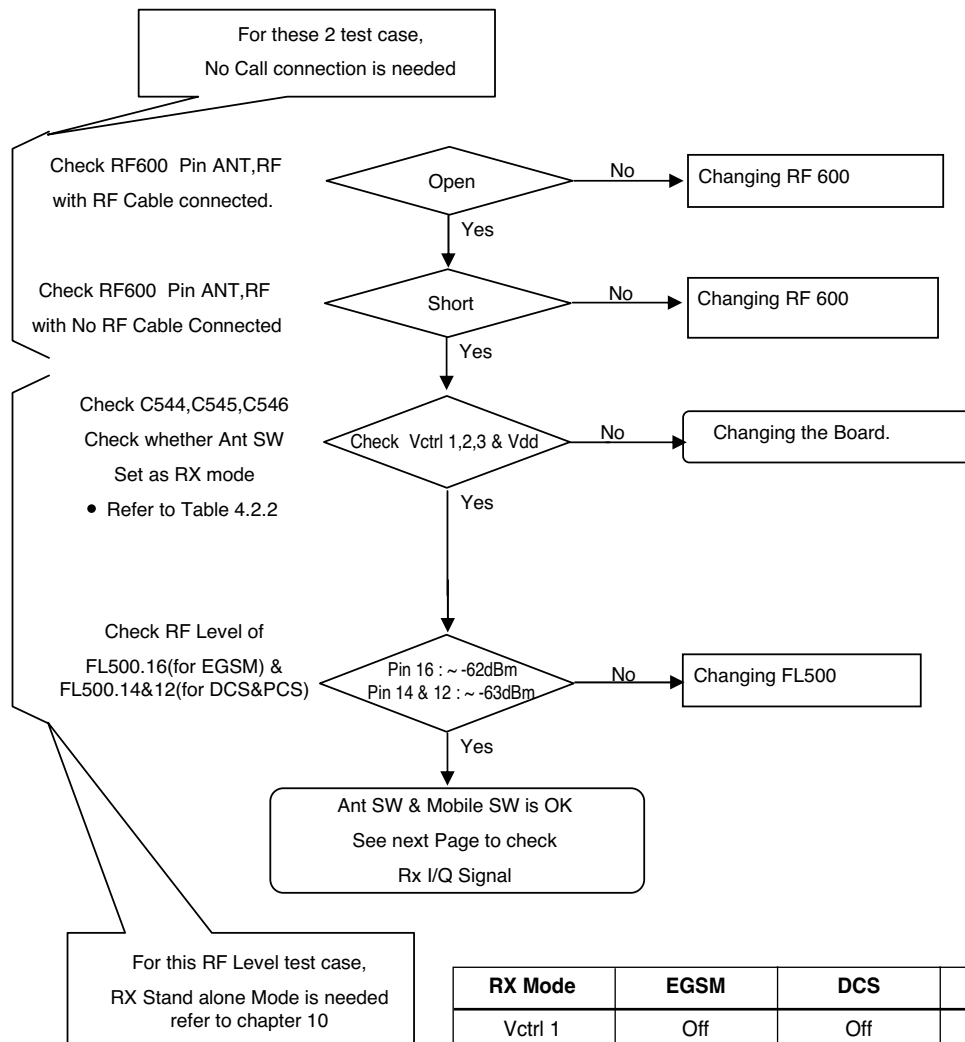 For these 2 test case,
No Call connection is needed
Check RF600 Pin ANT,RF
with RF Cable connected.
Open
No
Changing RF 600
Yes
Check RF600 Pin ANT,RF
with No RF Cable Connected
Short
No
Changing RF 600
Yes
Check C544,C545,C546
Check whether Ant SW
Set as RX mode
• Refer to Table 4.2.2
Check Vctrl 1,2,3 & Vdd
No
Changing the Board.
Yes
Check RF Level of
FL500.16(for EGSM) &
FL500.14&12(for DCS&PCS)
Pin 16 : ~ -62dBm
Pin 14 & 12 : ~ -63dBm
No
Changing FL500
Yes
Ant SW & Mobile SW is OK
See next Page to check
Rx I/Q Signal
For this RF Level test case,
RX Stand alone Mode is needed
refer to chapter 10
RX Mode EGSM DCS
Vctrl 1 Off Off